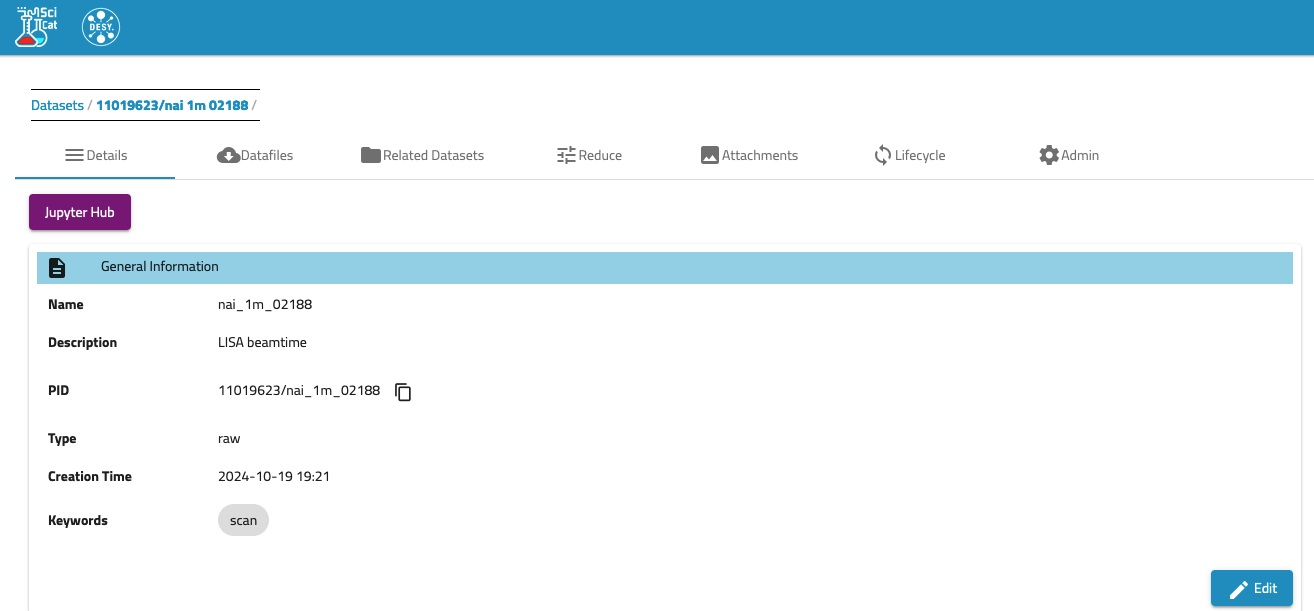 Sci
Cat
DESY.
Datasets / 11019623/nai 1m 02188 /
Details Datafiles Related Datasets Reduce Attachments Lifecycle Admin
Jupyter Hub
General Information
Name nai_1m_02188
Description LISA beamtime
PID 11019623/nai_1m_02188
Type raw
Creation Time 2024-10-19 19:21
Keywords scan
Edit